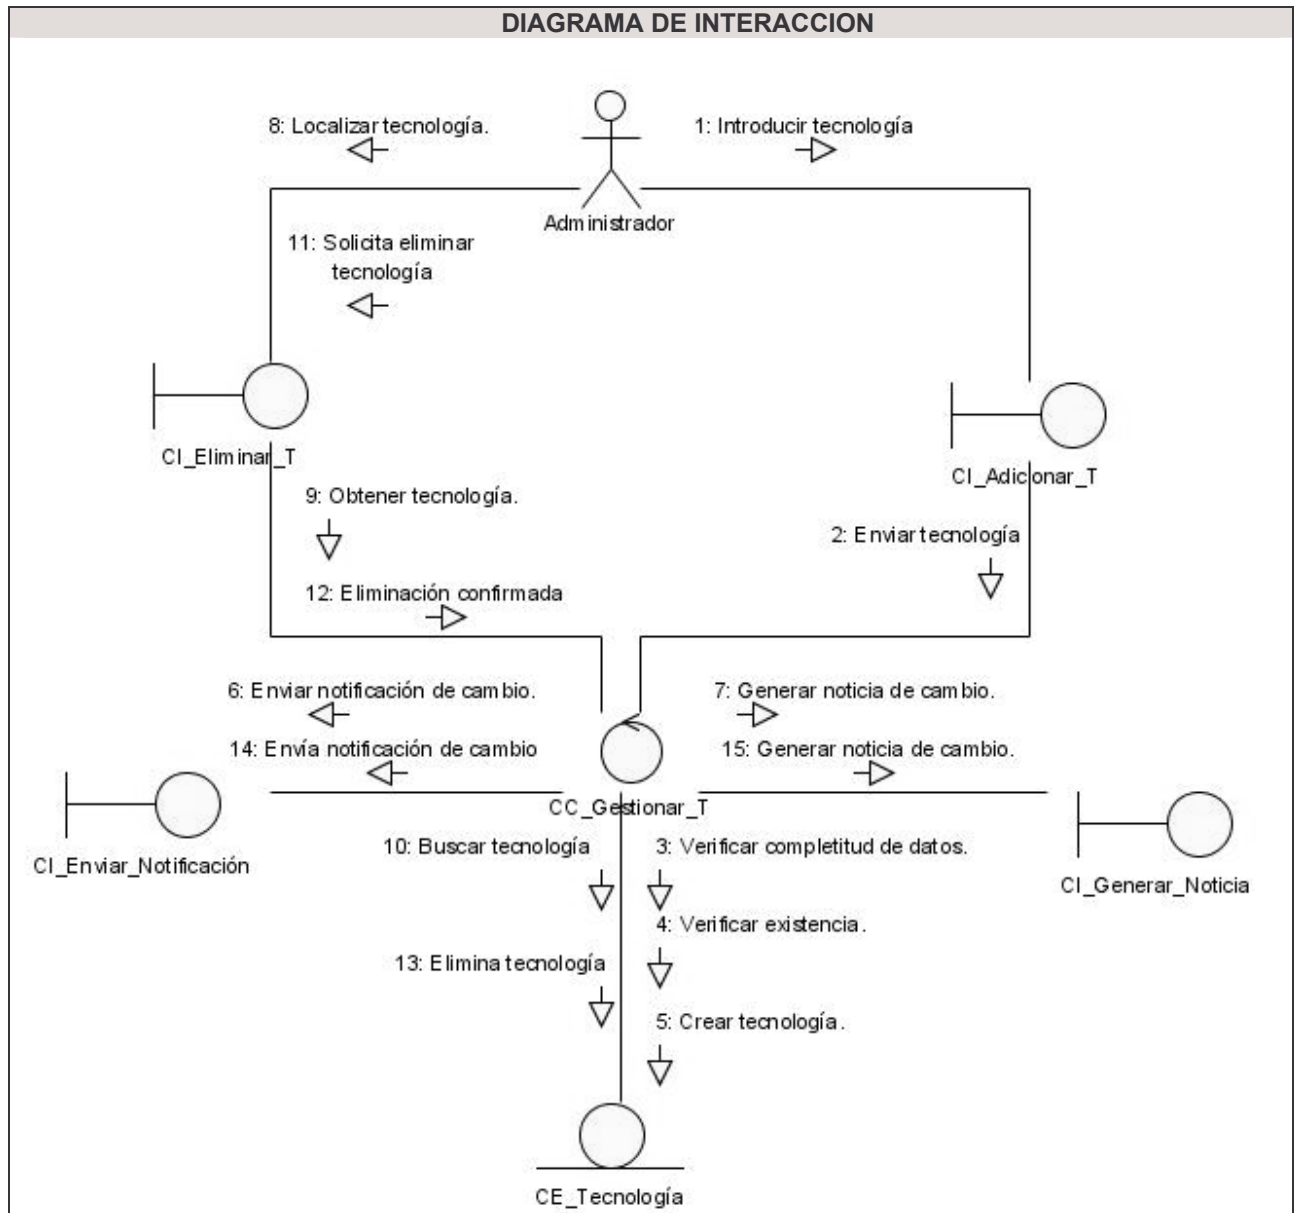 DIAGRAMA DE INTERACCION
8: Localizar tecnología.
1: Introducir tecnología
Administrador
11: Solicita eliminar
tecnología
CI_Eliminar_T
CI_Adicionar_T
9: Obtener tecnología.
2: Enviar tecnología
12: Eliminación confirmada
6: Enviar notificación de cambio.
7: Generar noticia de cambio.
14: Envía notificación de cambio
15: Generar noticia de cambio.
CC_Gestionar_T
10: Buscar tecnología
3: Verificar completitud de datos.
CI_Enviar_Notificación
CI_Generar_Noticia
4: Verificar existencia.
13: Elimina tecnología
5: Crear tecnología.
CE_Tecnología